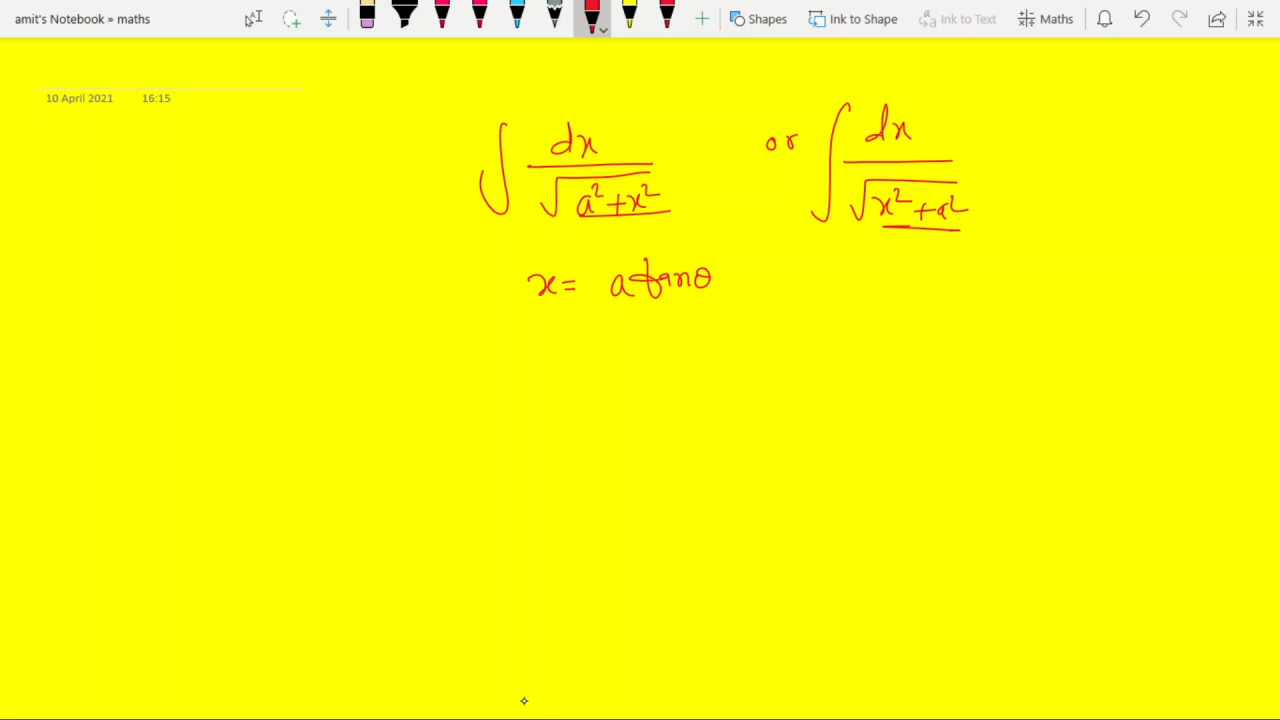 amit's Notebook » maths
Shapes
Ink to Shape
Ink to Text
Maths
10 April 2021 16:15
∫ dx / √(a²+x²) or ∫ dx / √(x²+a²)
x = a tanθ